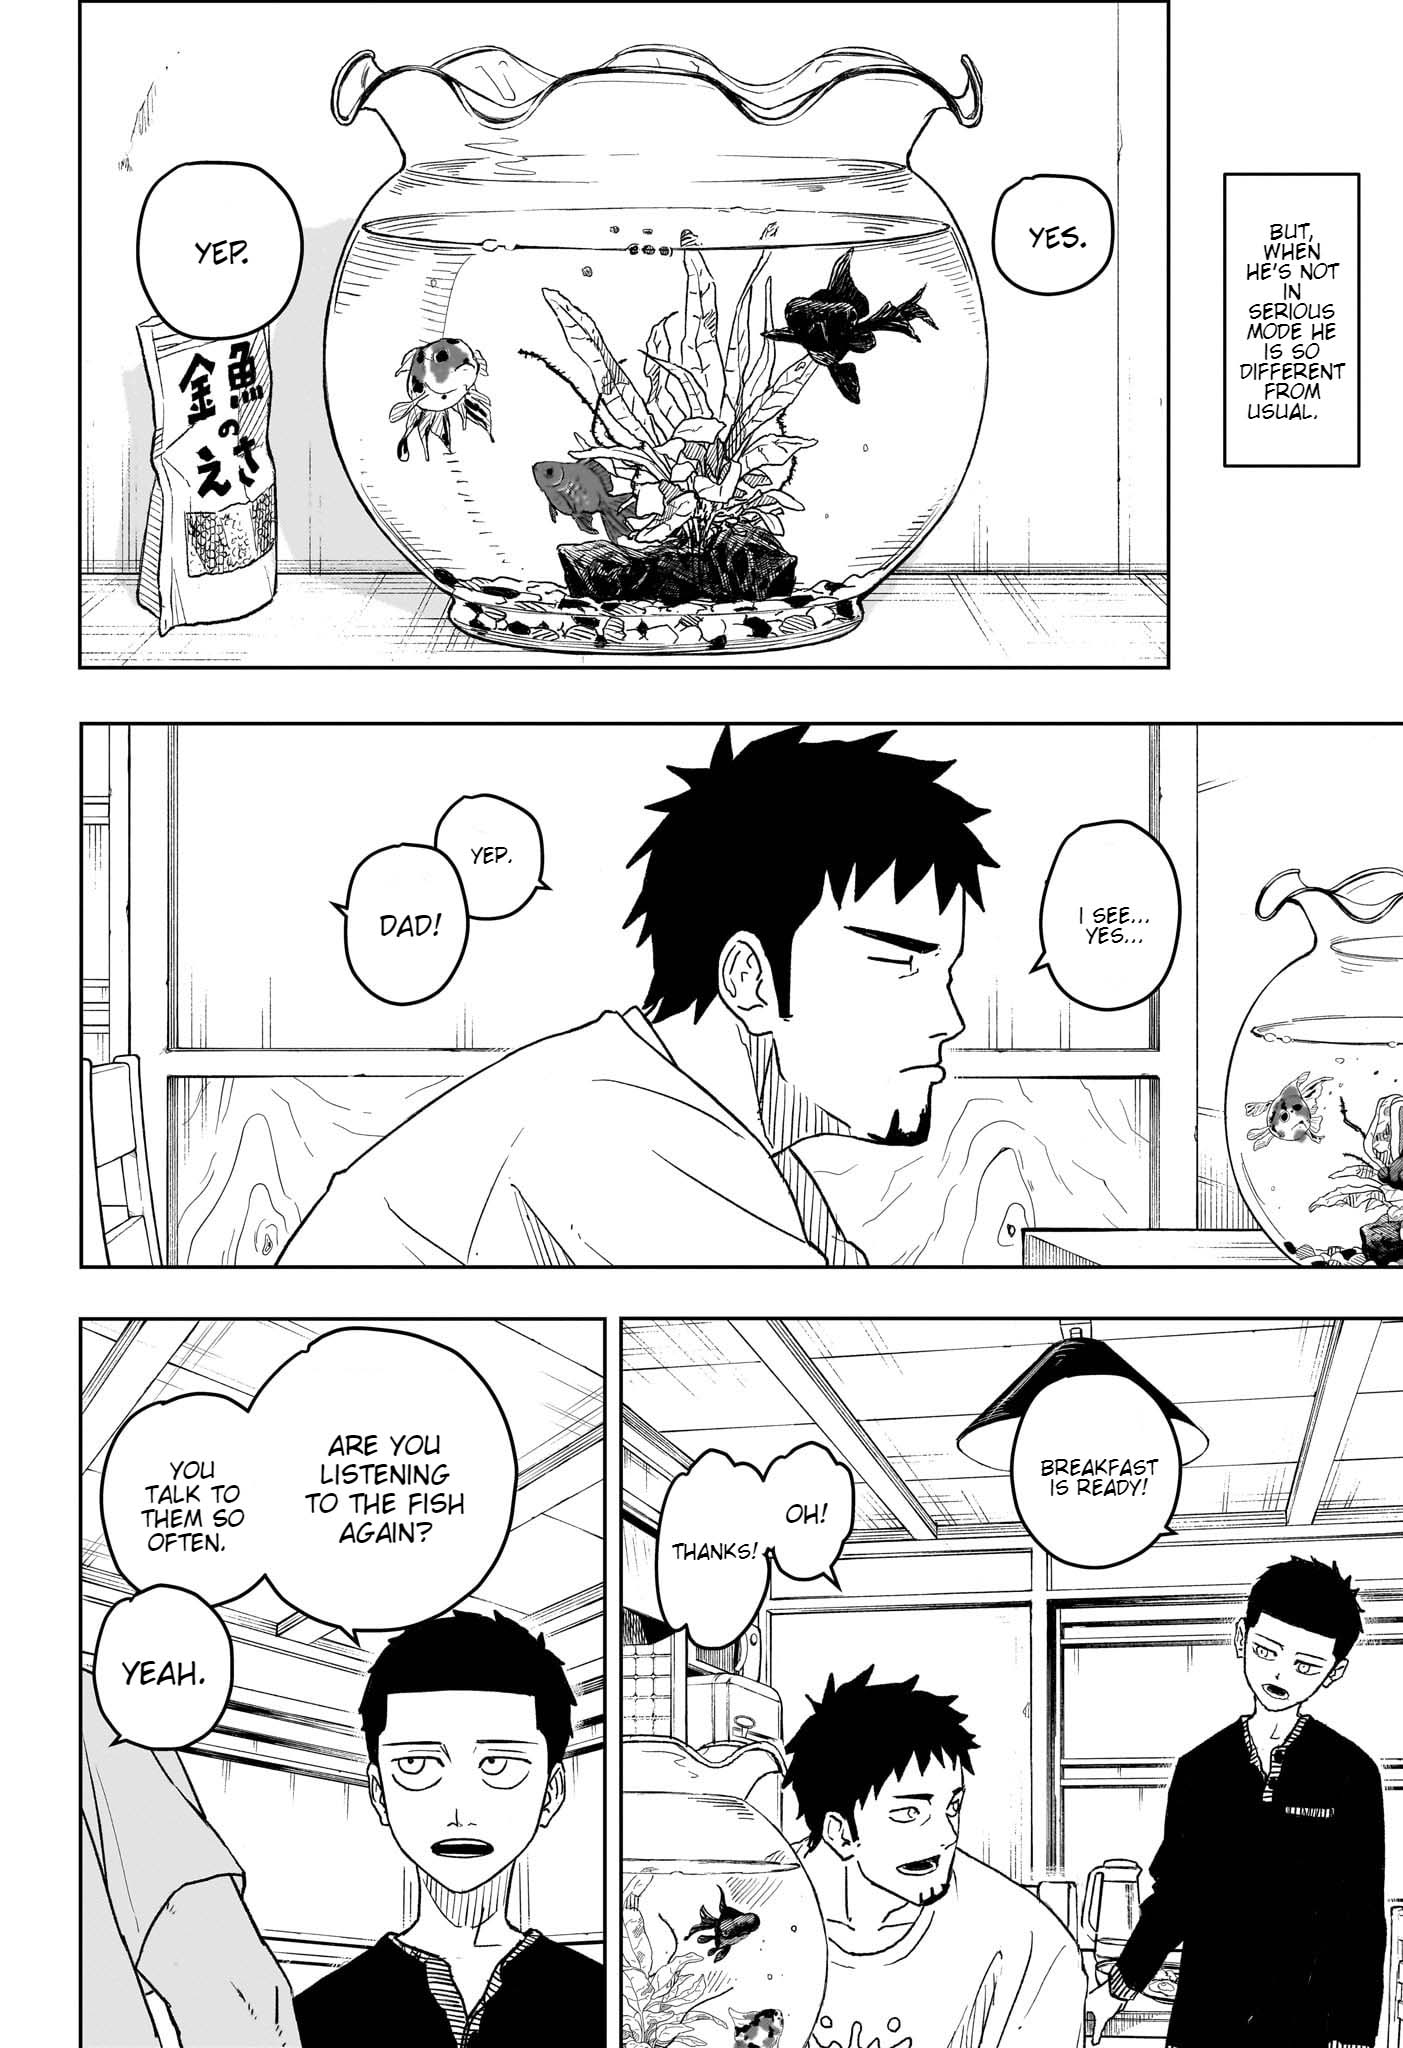 BUT,
WHEN
HE'S NOT
IN
SERIOUS
MODE HE
IS SO
DIFFERENT
FROM
USUAL.
YES.
YEP.
金魚
のえさ
I SEE...
YES...
YEP.
DAD!
BREAKFAST
IS READY!
OH!
THANKS!
ARE YOU
LISTENING
TO THE FISH
AGAIN?
YOU
TALK TO
THEM SO
OFTEN.
YEAH.